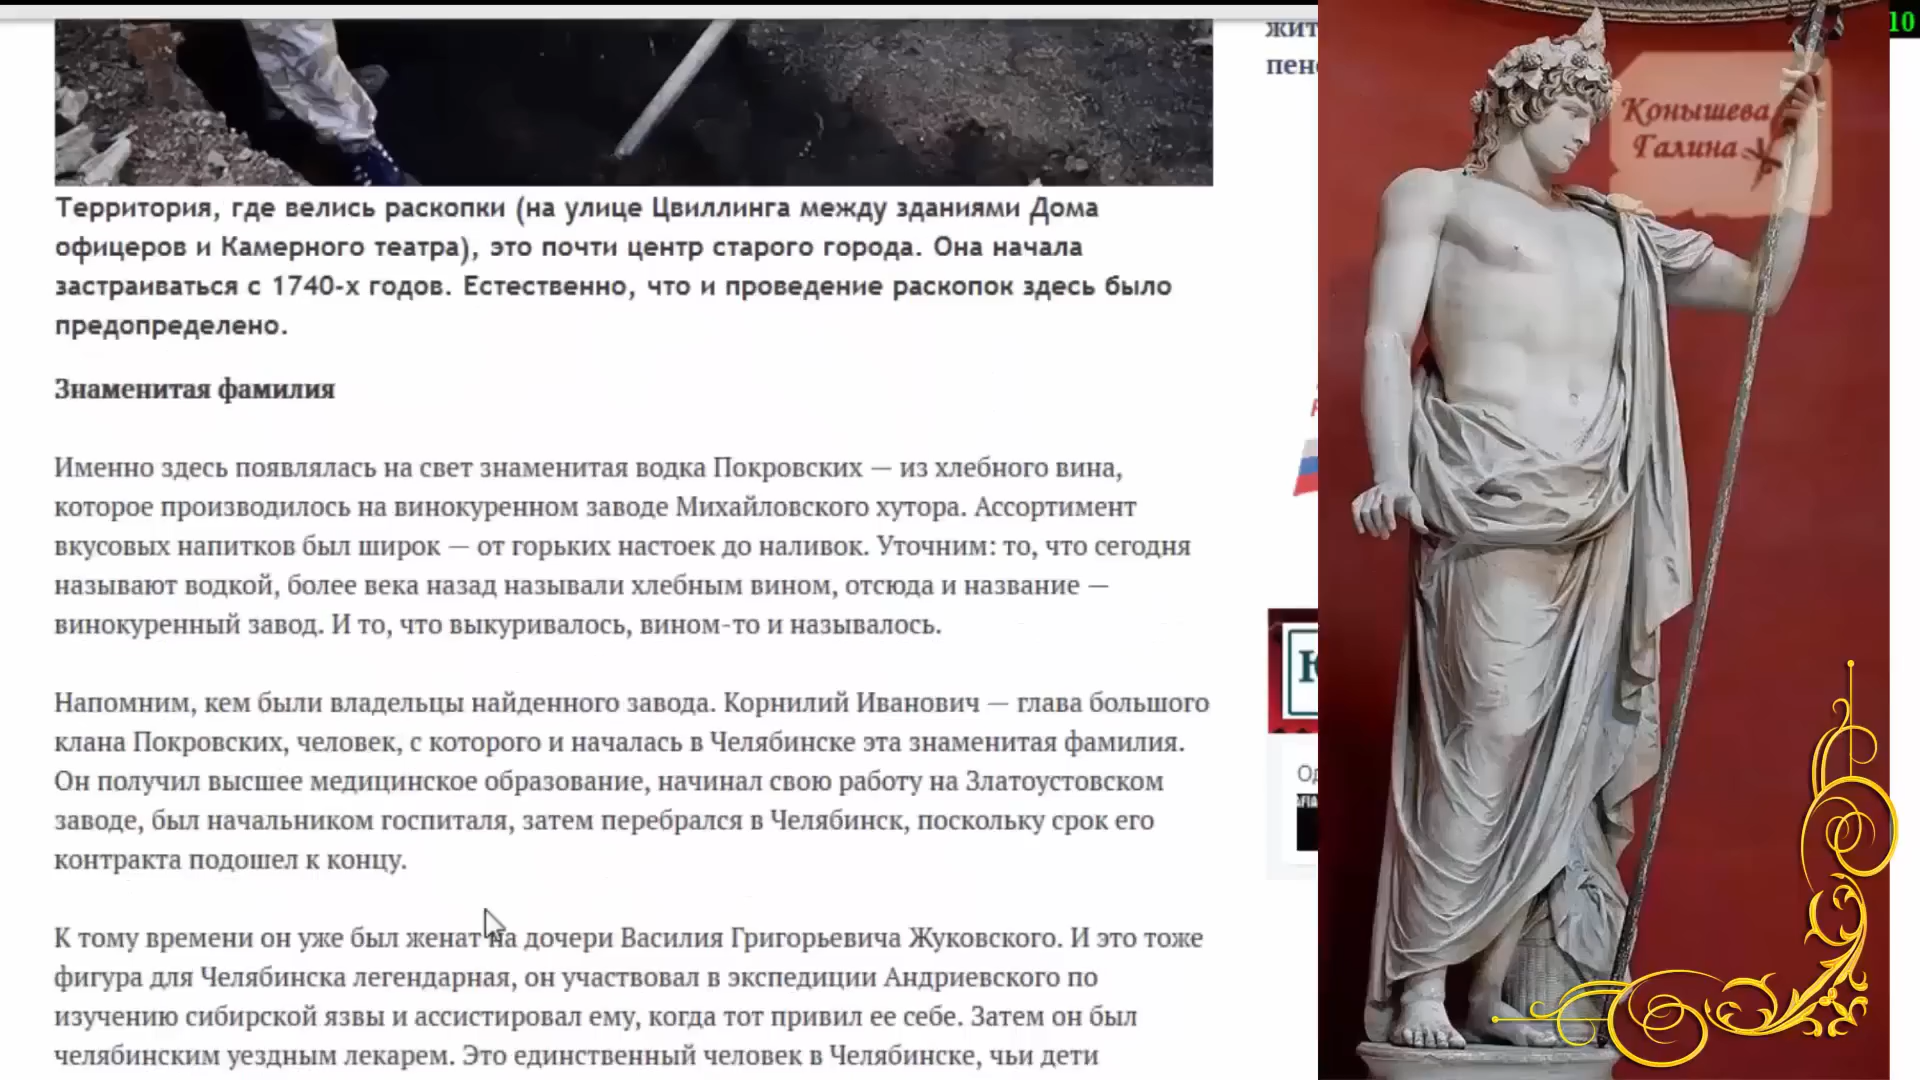 Территория, где велись раскопки (на улице Цвиллинга между зданиями Дома
офицеров и Камерного театра), это почти центр старого города. Она начала
застраиваться с 1740-х годов. Естественно, что и проведение раскопок здесь было
предопределено.
Знаменитая фамилия
Именно здесь появлялась на свет знаменитая водка Покровских — из хлебного вина,
которое производилось на винокуренном заводе Михайловского хутора. Ассортимент
вкусовых напитков был широк — от горьких настоек до наливок. Уточним: то, что сегодня
называют водкой, более века назад называли хлебным вином, отсюда и название —
винокуренный завод. И то, что выкуривалось, вином-то и называлось.
Напомним, кем были владельцы найденного завода. Корнилий Иванович — глава большого
клана Покровских, человек, с которого и началась в Челябинске эта знаменитая фамилия.
Он получил высшее медицинское образование, начинал свою работу на Златоустовском
заводе, был начальником госпиталя, затем перебрался в Челябинск, поскольку срок его
контракта подошел к концу.
К тому времени он уже был женат на дочери Василия Григорьевича Жуковского. И это тоже
фигура для Челябинска легендарная, он участвовал в экспедиции Андриевского по
изучению сибирской язвы и ассистировал ему, когда тот привил ее себе. Затем он был
челябинским уездным лекарем. Это единственный человек в Челябинске, чьи дети
жит
пен
Од
Конышева
Галина
10